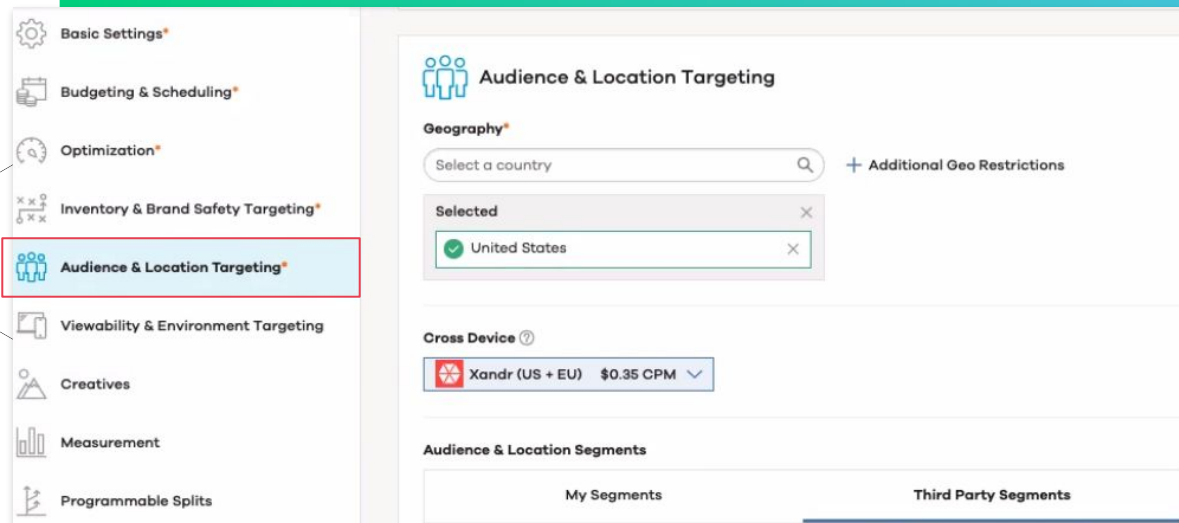 Basic Settings*
Budgeting & Scheduling*
Optimization*
Inventory & Brand Safety Targeting*
Audience & Location Targeting*
Viewability & Environment Targeting
Creatives
Measurement
Programmable Splits
Audience & Location Targeting
Geography*
Select a country
+ Additional Geo Restrictions
Selected
United States
Cross Device
Xandr (US + EU) $0.35 CPM
Audience & Location Segments
My Segments Third Party Segments